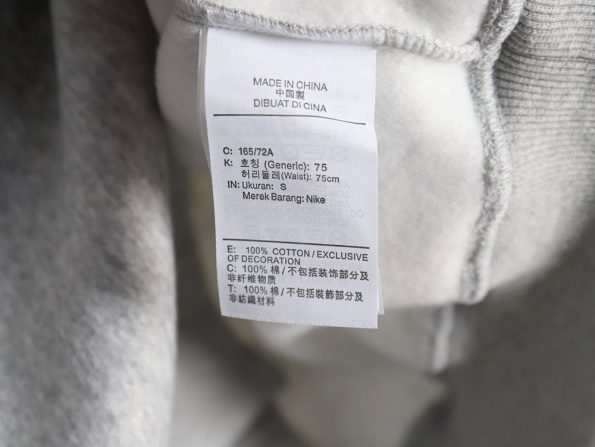 MADE IN CHINA
中国製
DIBUAT DI CINA
C: 165/72A
K: 호칭 (Generic): 75
허리둘레(Waist): 75cm
IN: Ukuran: S
Merek Barang: Nike
E: 100% COTTON/EXCLUSIVE
OF DECORATION
C: 100% 棉/不包括装饰部分及
非纤维物质
T: 100% 棉/不包括裝飾部分及
非紡織材料